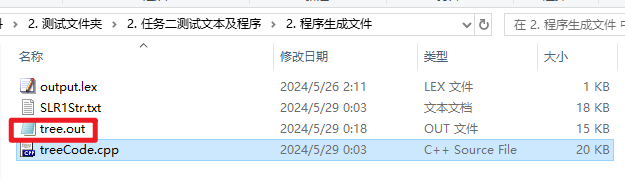 件夹 › 2. 测试文件夹 › 2. 任务二测试文本及程序 › 2. 程序生成文件
在 2. 程序生成文件 中
名称 修改日期 类型 大小
output.lex 2024/5/26 2:11 LEX 文件 1 KB
SLR1Str.txt 2024/5/29 0:03 文本文档 18 KB
tree.out 2024/5/29 0:18 OUT 文件 15 KB
treeCode.cpp 2024/5/29 0:03 C++ Source File 20 KB